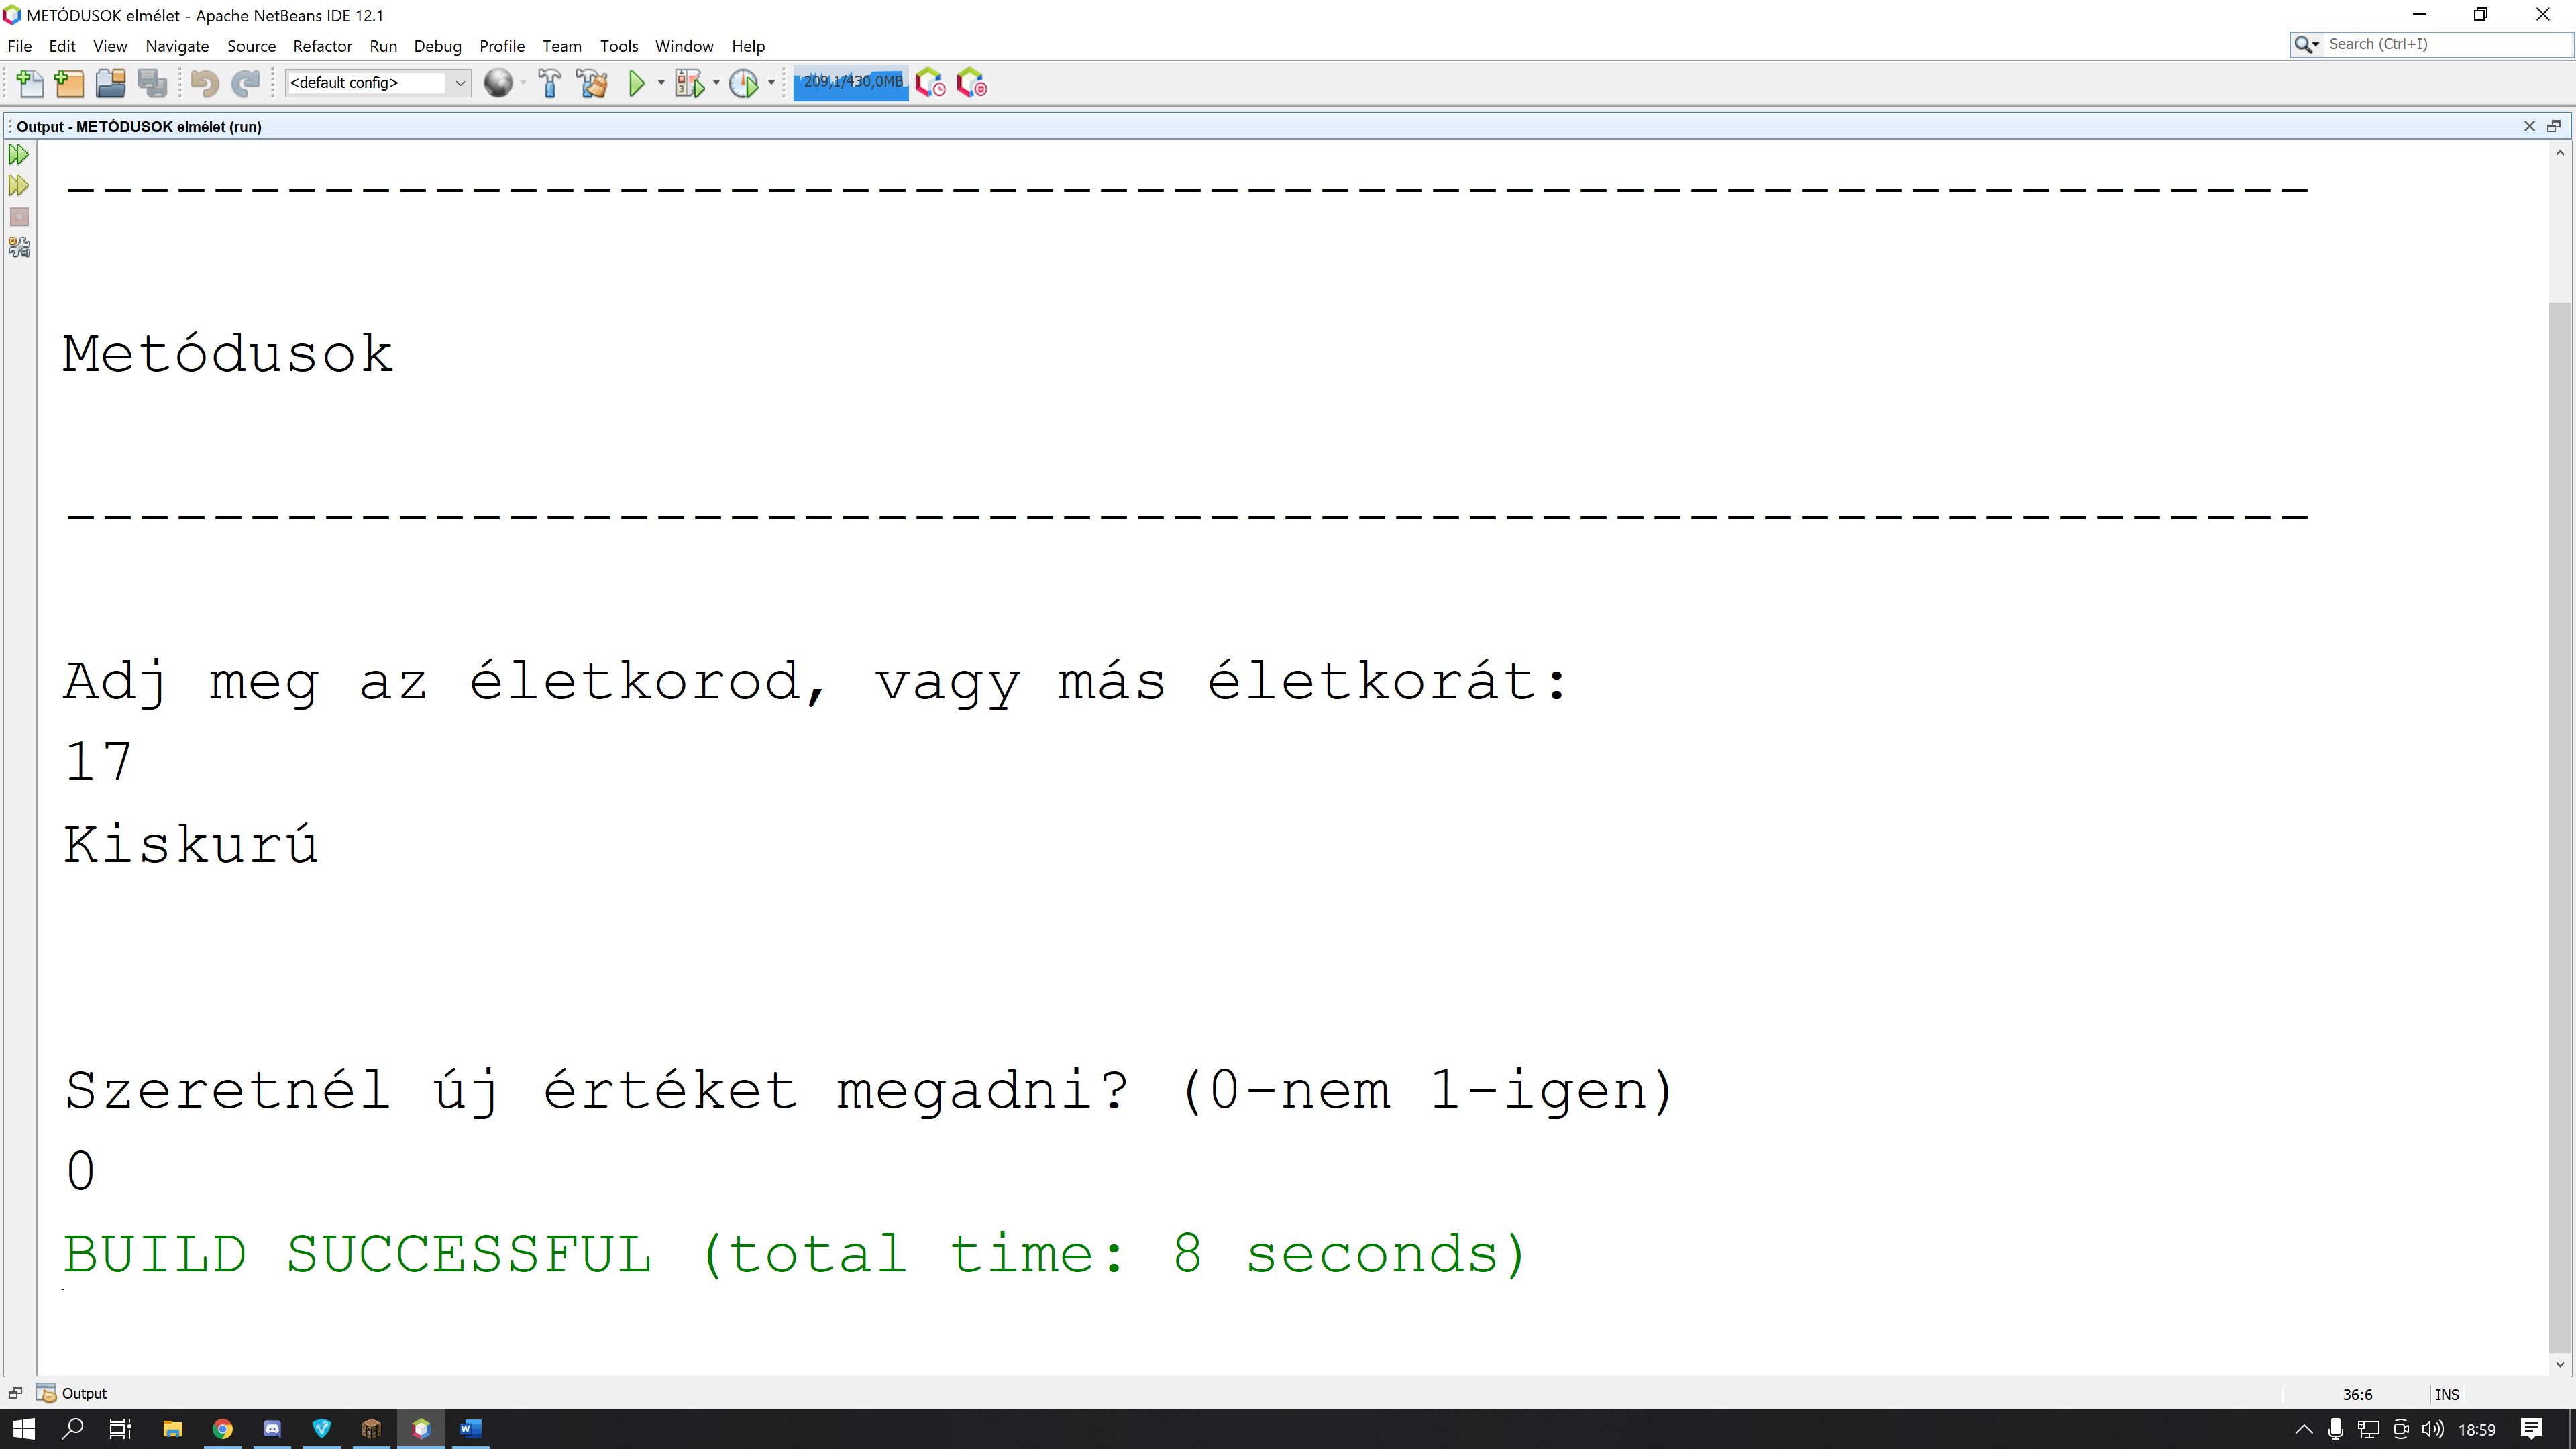 METÓDUSOK elmélet - Apache NetBeans IDE 12.1
File Edit View Navigate Source Refactor Run Debug Profile Team Tools Window Help
Search (Ctrl+I)
<default config>
209,1/430,0MB
Output - METÓDUSOK elmélet (run)
-------------------------------------------------------------
Metódusok
-------------------------------------------------------------
Adj meg az életkorod, vagy más életkorát:
17
Kiskurú
Szeretnél új értéket megadni? (0-nem 1-igen)
0
BUILD SUCCESSFUL (total time: 8 seconds)
Output
36:6 INS
18:59